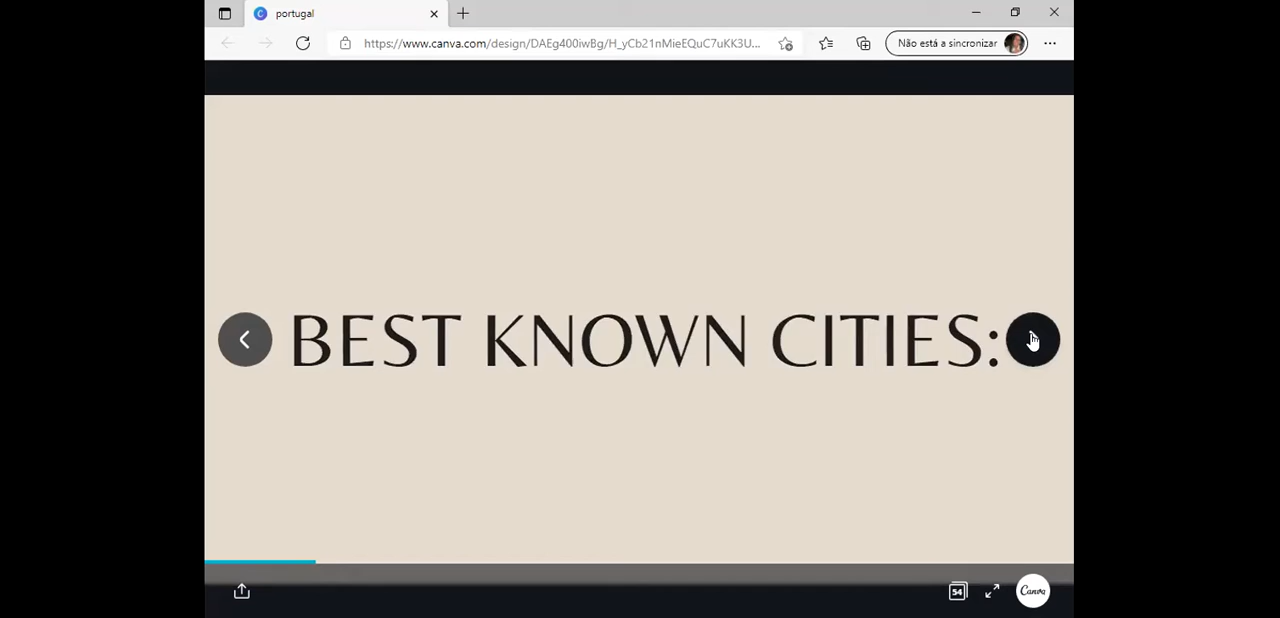 portugal
https://www.canva.com/design/DAEg400iwBg/H_yCb21nMieEQuC7uKK3U...
Não está a sincronizar
BEST KNOWN CITIES:
54
Canva